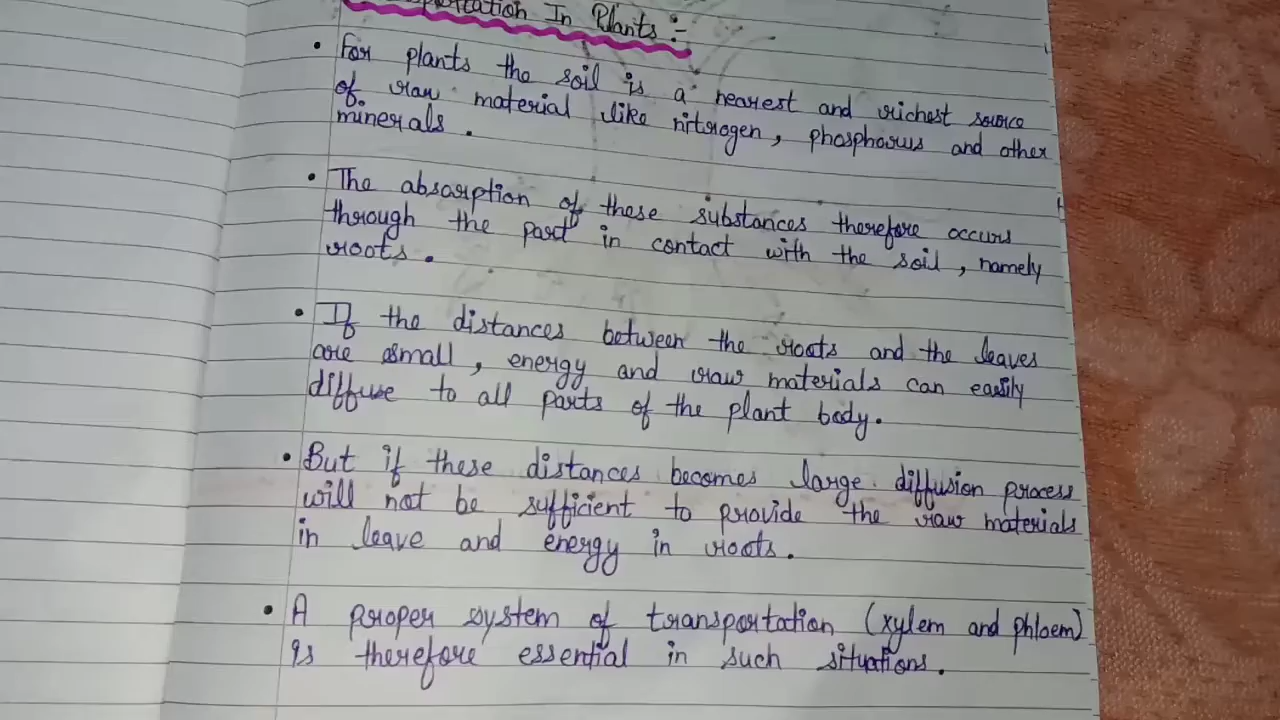 In Plants :-
• For plants the soil is a nearest and richest source
of raw material like nitrogen, phosphorus and other
minerals.
• The absorption of these substances therefore occurs
through the part in contact with the soil, namely
roots.
• If the distances between the roots and the leaves
are small, energy and raw materials can easily
diffuse to all parts of the plant body.
• But if these distances becomes large diffusion process
will not be sufficient to provide the raw materials
in leave and energy in roots.
• A proper system of transportation (xylem and phloem)
is therefore essential in such situations.